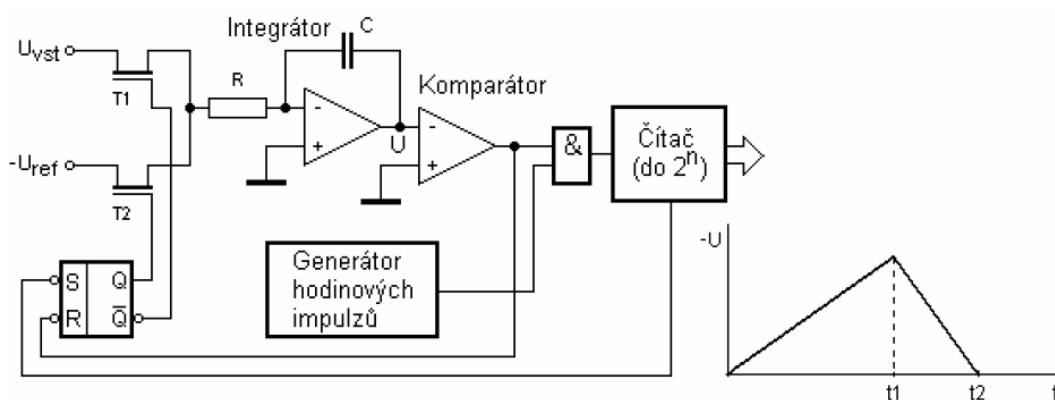 Integrátor
C
U_vst
T1
R
-
+
U
Komparátor
-
+
&
Čítač
(do 2^n)
-U_ref
T2
S Q
R Q̅
Generátor
hodinových
impulzů
-U
t1 t2 t